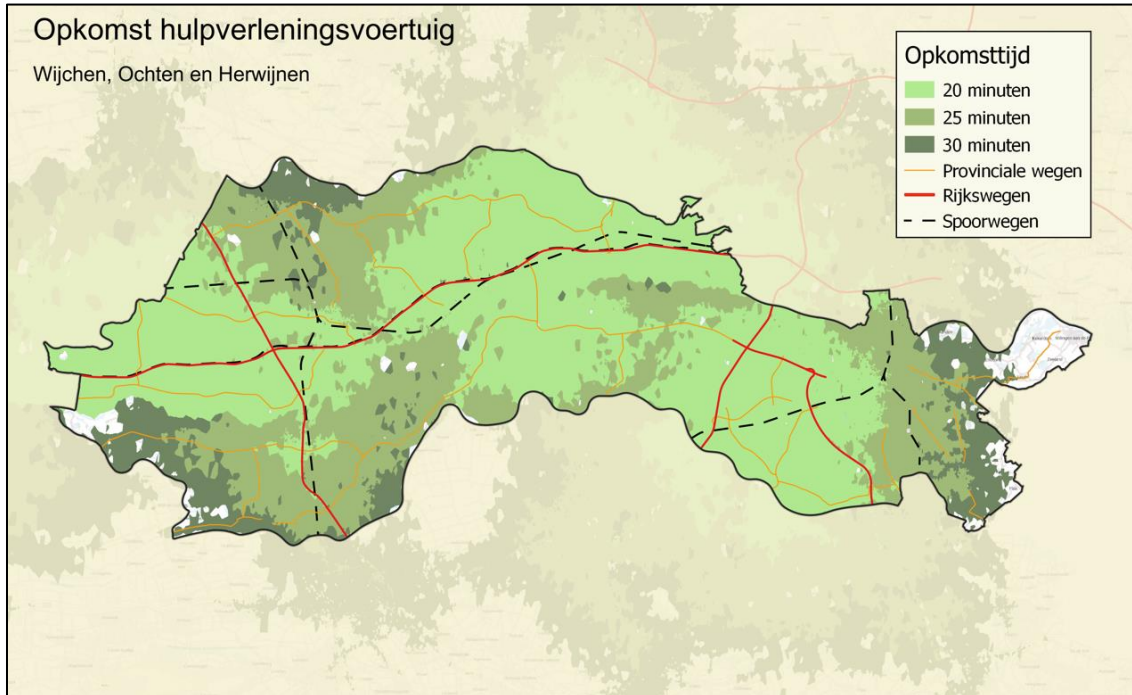 Opkomst hulpverleningsvoertuig
Wijchen, Ochten en Herwijnen
Opkomsttijd
20 minuten
25 minuten
30 minuten
Provinciale wegen
Rijkswegen
Spoorwegen